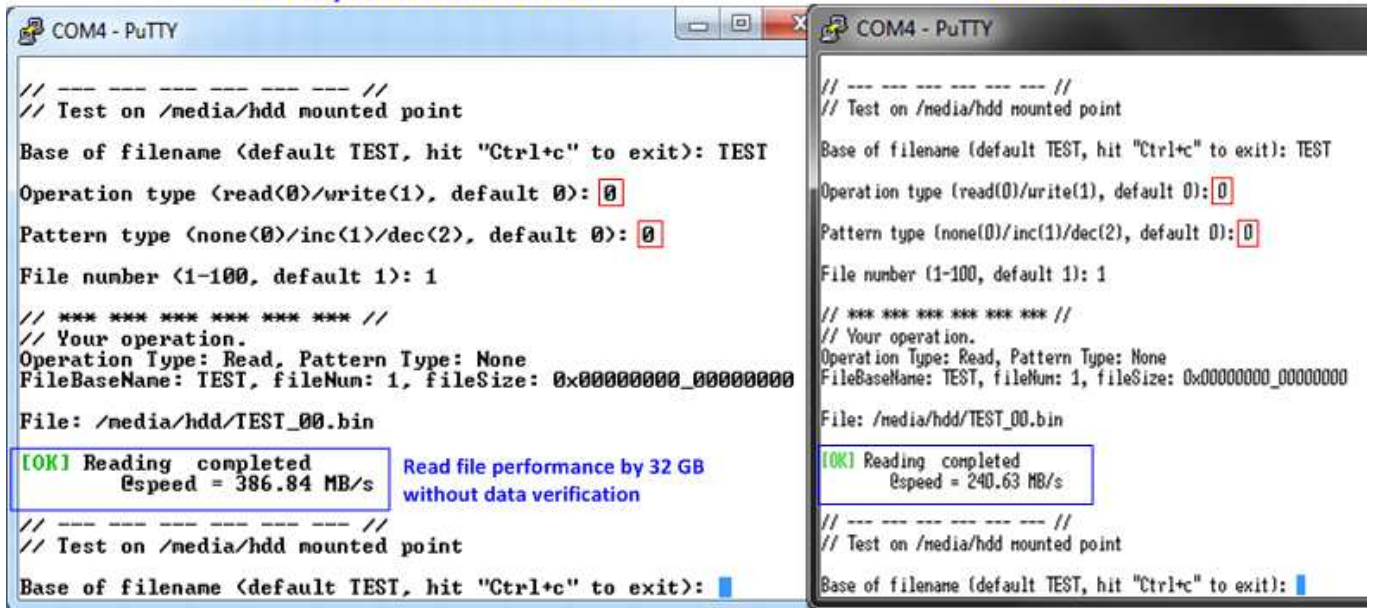 COM4 - PuTTY
// --- --- --- --- --- --- //
// Test on /media/hdd mounted point
Base of filename (default TEST, hit "Ctrl+c" to exit): TEST
Operation type (read(0)/write(1), default 0): 0
Pattern type (none(0)/inc(1)/dec(2), default 0): 0
File number (1-100, default 1): 1
// *** *** *** *** *** *** //
// Your operation.
Operation Type: Read, Pattern Type: None
FileBaseName: TEST, fileNum: 1, fileSize: 0x00000000_00000000
File: /media/hdd/TEST_00.bin
[OK] Reading  completed
@speed = 386.84 MB/s
Read file performance by 32 GB
without data verification
// --- --- --- --- --- --- //
// Test on /media/hdd mounted point
Base of filename (default TEST, hit "Ctrl+c" to exit):
COM4 - PuTTY
// --- --- --- --- --- --- //
// Test on /media/hdd mounted point
Base of filename (default TEST, hit "Ctrl+c" to exit): TEST
Operation type (read(0)/write(1), default 0): 0
Pattern type (none(0)/inc(1)/dec(2), default 0): 0
File number (1-100, default 1): 1
// *** *** *** *** *** *** //
// Your operation.
Operation Type: Read, Pattern Type: None
FileBaseName: TEST, fileNum: 1, fileSize: 0x00000000_00000000
File: /media/hdd/TEST_00.bin
[OK] Reading  completed
@speed = 240.63 MB/s
// --- --- --- --- --- --- //
// Test on /media/hdd mounted point
Base of filename (default TEST, hit "Ctrl+c" to exit):